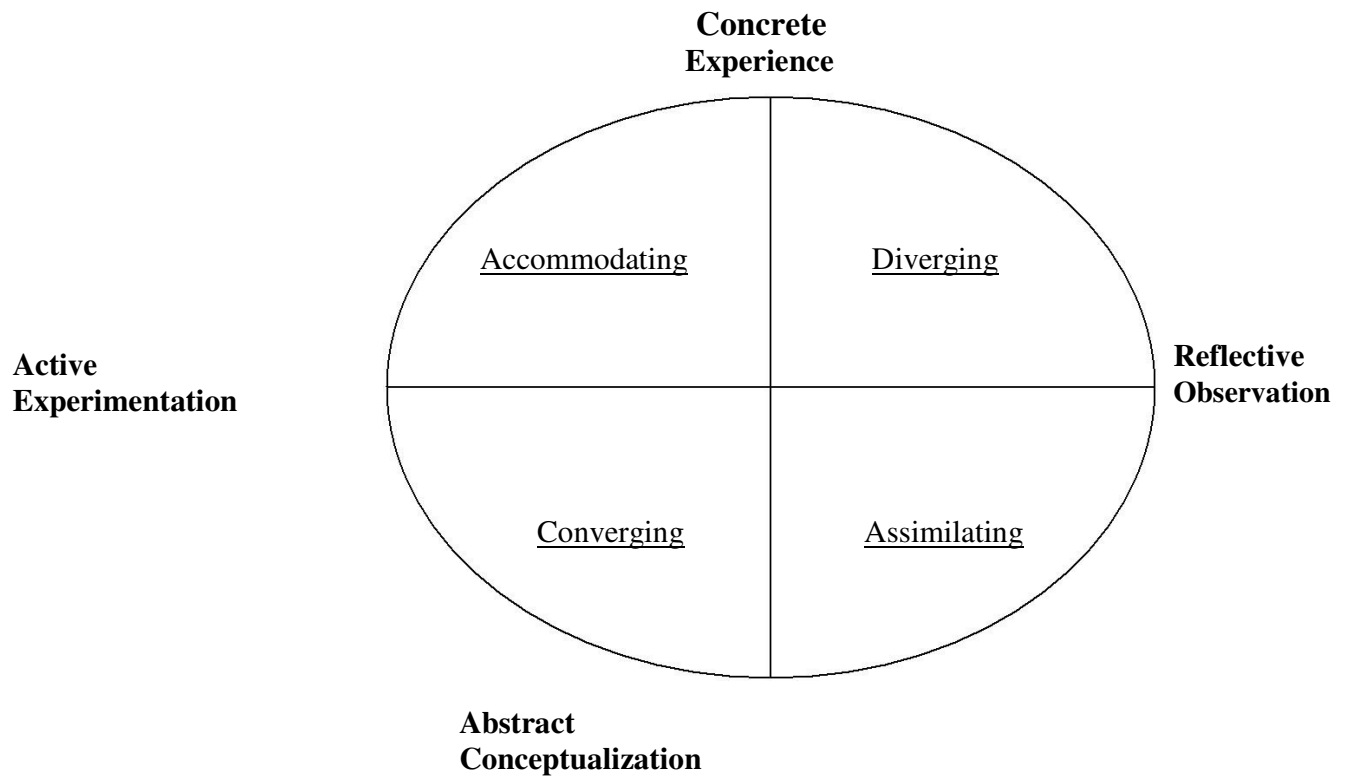 Concrete
Experience
Accommodating
Diverging
Active
Experimentation
Reflective
Observation
Converging
Assimilating
Abstract
Conceptualization